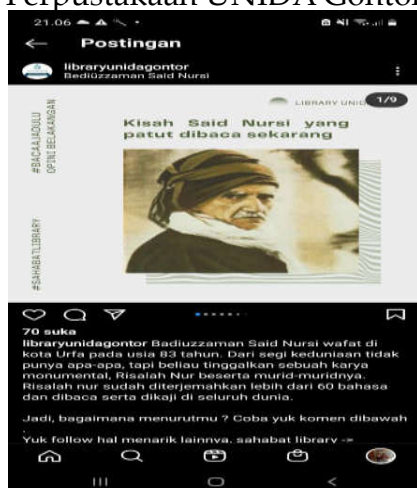 Perpustakaan UNIDA Gontor
21.06
Postingan
libraryunidagontor
Bediüzzaman Said Nursi
LIBRARY UNID
1/9
#BACAAJADULU
OPINI BELAKANGAN
Kisah Said Nursi yang
patut dibaca sekarang
#SAHABATLIBRARY
70 suka
libraryunidagontor Badiuzzaman Said Nursi wafat di
kota Urfa pada usia 83 tahun. Dari segi keduniaan tidak
punya apa-apa, tapi beliau tinggalkan sebuah karya
monumental, Risalah Nur beserta murid-muridnya.
Risalah nur sudah diterjemahkan lebih dari 60 bahasa
dan dibaca serta dikaji di seluruh dunia.
Jadi, bagaimana menurutmu ? Coba yuk komen dibawah
.
Yuk follow hal menarik lainnya, sahabat library ->